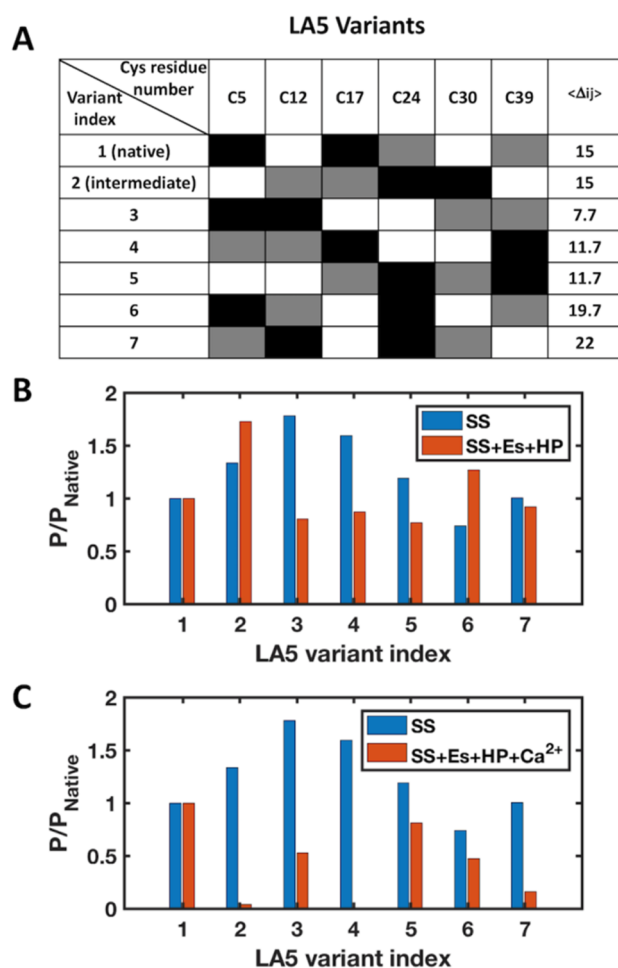 LA5 Variants
A
Cys residue number
Variant index
C5 C12 C17 C24 C30 C39 <Δij>
1 (native) 15
2 (intermediate) 15
3 7.7
4 11.7
5 11.7
6 19.7
7 22
B
2
1.5
1
0.5
0
P/P_Native
SS
SS+Es+HP
1 2 3 4 5 6 7
LA5 variant index
C
2
1.5
1
0.5
0
P/P_Native
SS
SS+Es+HP+Ca²⁺
1 2 3 4 5 6 7
LA5 variant index